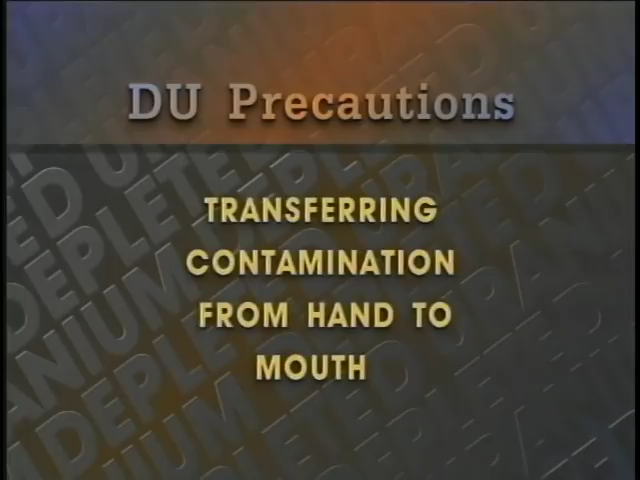 DU Precautions
TRANSFERRING
CONTAMINATION
FROM HAND TO
MOUTH